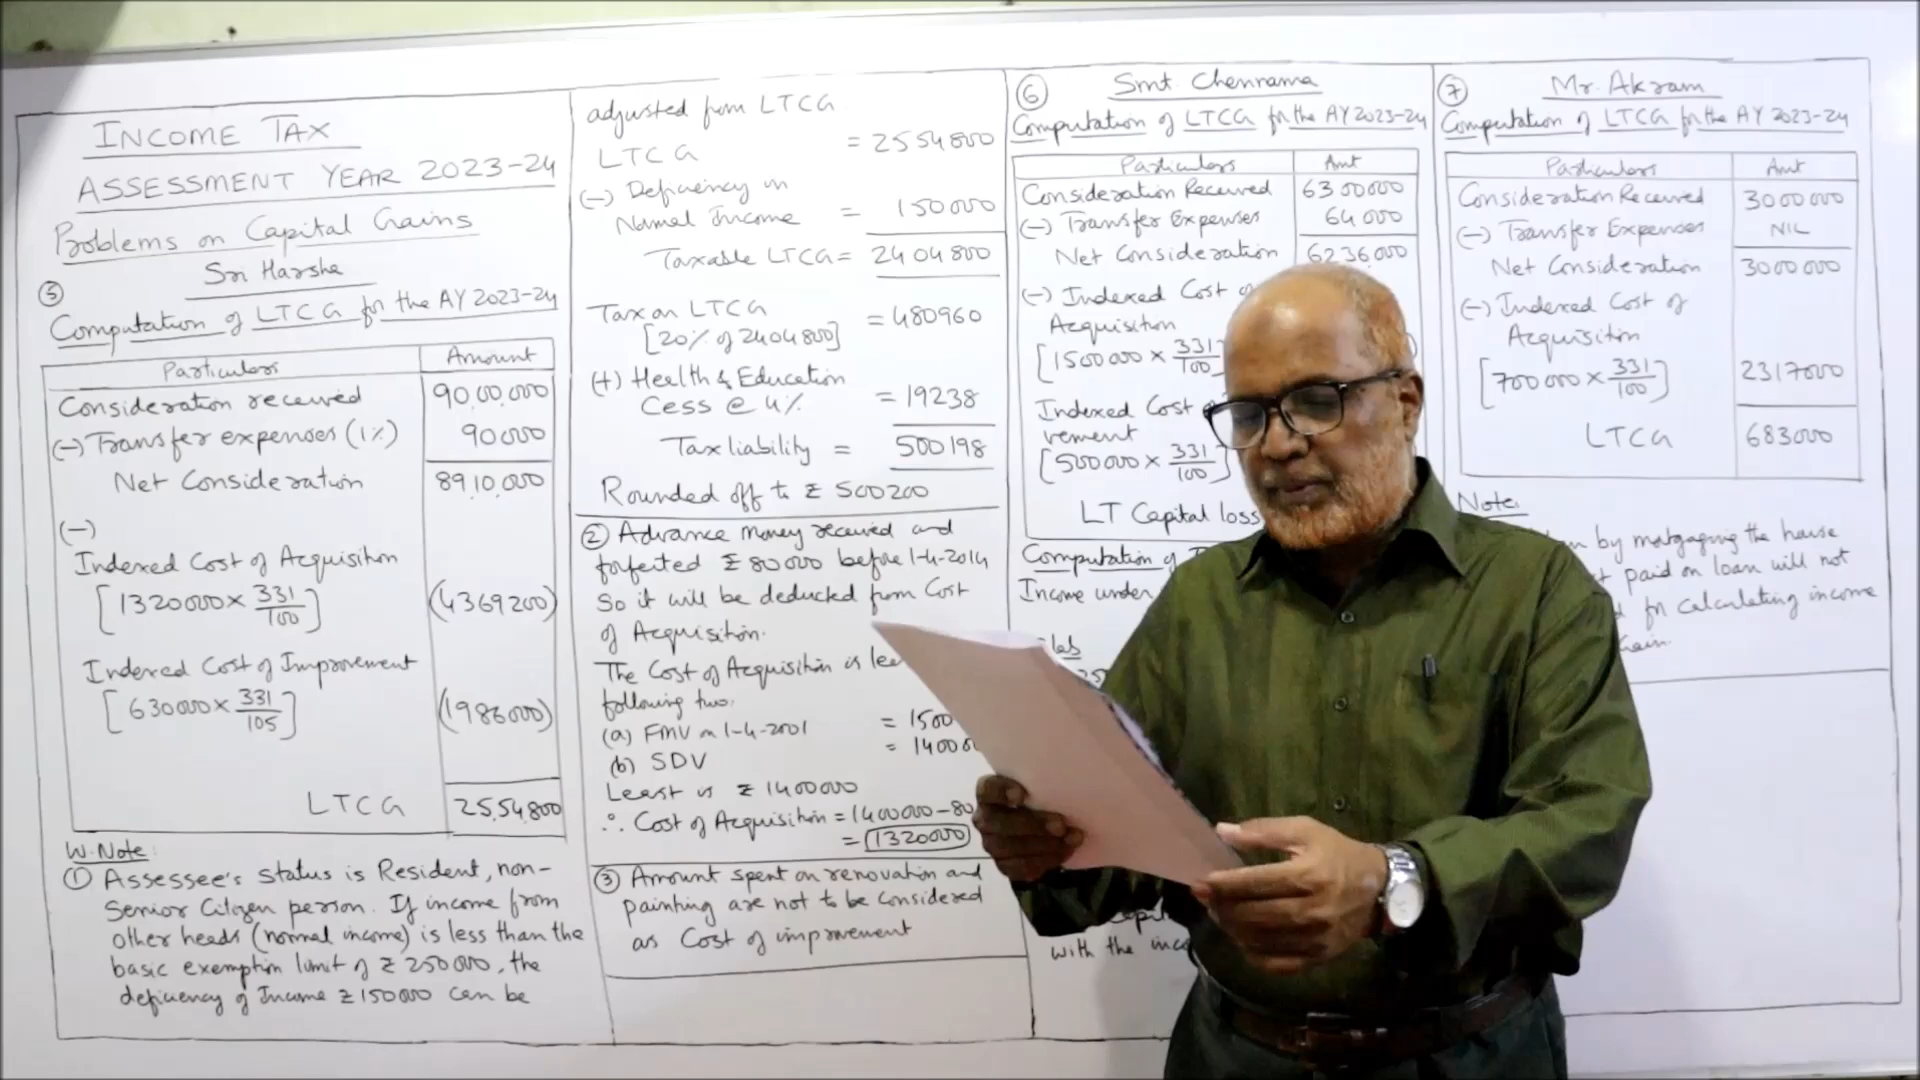 INCOME TAX
ASSESSMENT YEAR 2023-24
Problems on Capital Gains
Sri Harsha
⑤
Computation of LTCG for the AY 2023-24
Particulars Amount
Consideration received 90,00,000
(-) Transfer expenses (1%) 90000
Net Consideration 89,10,000
(-)
Indexed Cost of Acquisition
[1320000 × 331/100] (4369200)
Indexed Cost of Improvement
[630000 × 331/105] (1986000)
LTCG 25,54,800
W. Note:
① Assessee's status is Resident, non-
Senior Citizen person. If income from
other heads (normal income) is less than the
basic exemption limit of ₹ 250000, the
deficiency of Income ₹ 150000 can be
adjusted from LTCG
LTCG = 2554800
(-) Deficiency in
Normal Income = 150000
Taxable LTCG = 2404800
Tax on LTCG
[20% of 2404800] = 480960
(+) Health & Education
Cess @ 4% = 19238
Tax liability = 500198
Rounded off to ₹ 500200
② Advance money received and
forfeited ₹ 80000 before 1-4-2014
So it will be deducted from Cost
of Acquisition.
The Cost of Acquisition is
following two.
(a) FMV on 1-4-2001 = 1500
(b) SDV = 14000
Least is ₹ 1400000
∴ Cost of Acquisition = 1400000-80
= 1320000
③ Amount spent on renovation and
painting are not to be considered
as Cost of improvement
⑥ Smt. Chennama
Computation of LTCG for the AY 2023-24
Particulars Amt
Consideration Received 6300000
(-) Transfer Expenses 64000
Net Consideration 6236000
(-) Indexed Cost of
Acquisition
[1500000 × 331/100
Indexed Cost
vement
[500000 × 331/100]
LT Capital loss
Computation of
Income under
with the
⑦ Mr. Akram
Computation of LTCG for the AY 2023-24
Particulars Amt
Consideration Received 3000000
(-) Transfer Expenses NIL
Net Consideration 3000000
(-) Indexed Cost of
Acquisition
[700000 × 331/100] 2317000
LTCG 683000
Note:
by mortgaging the house
paid on loan will not
for calculating income